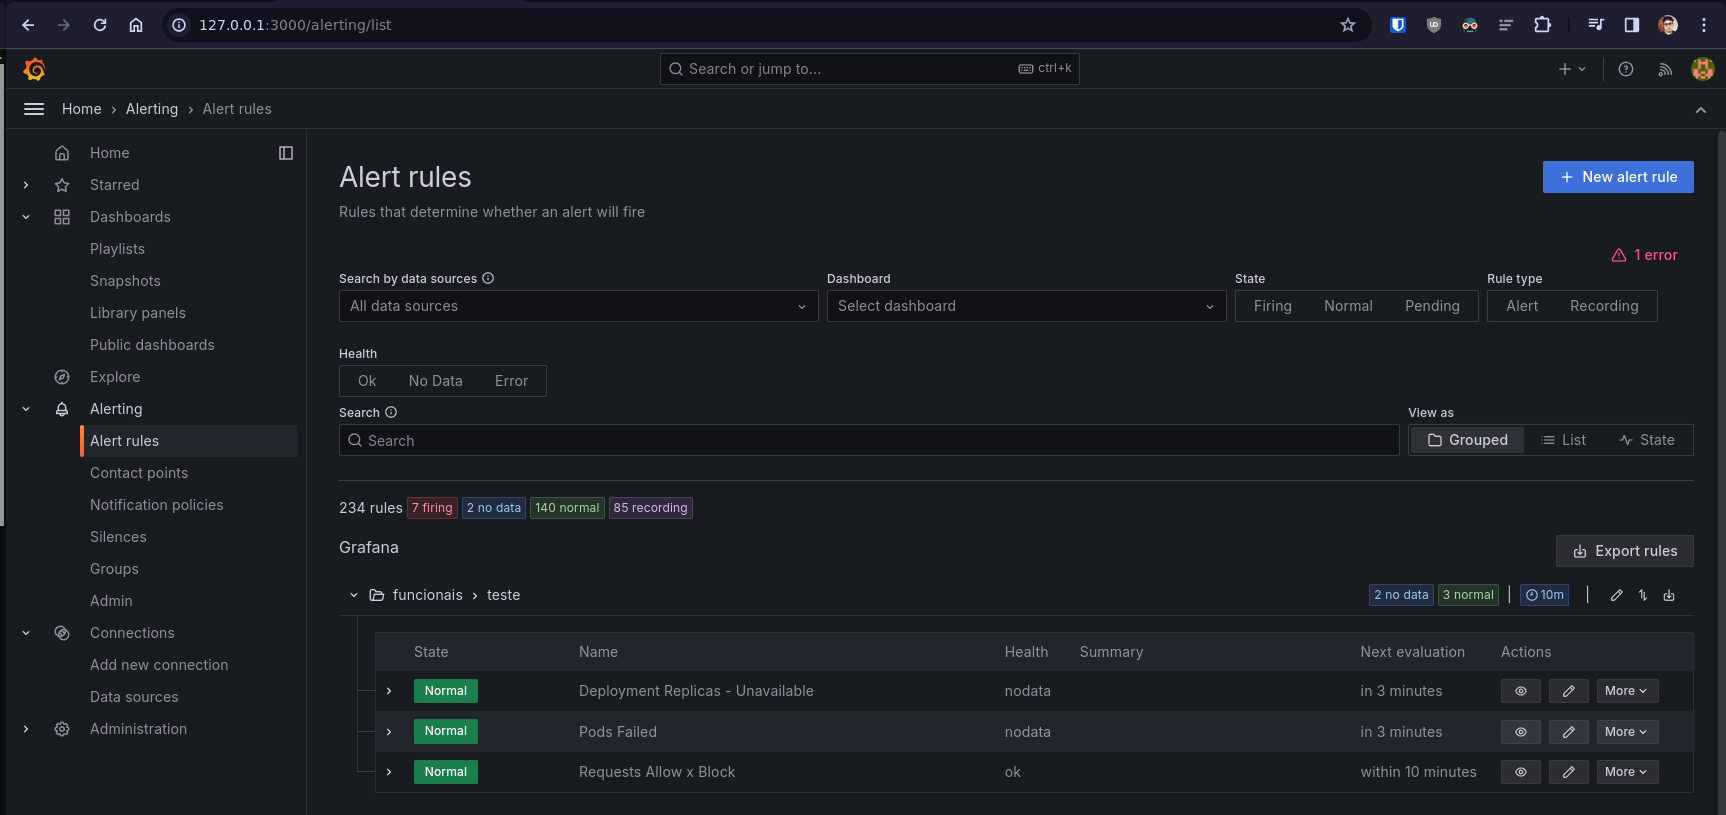 127.0.0.1:3000/alerting/list
Search or jump to... ctrl+k
Home › Alerting › Alert rules
Home
Starred
Dashboards
Playlists
Snapshots
Library panels
Public dashboards
Explore
Alerting
Alert rules
Contact points
Notification policies
Silences
Groups
Admin
Connections
Add new connection
Data sources
Administration
Alert rules
+ New alert rule
Rules that determine whether an alert will fire
1 error
Search by data sources Dashboard State Rule type
All data sources Select dashboard Firing Normal Pending Alert Recording
Health
Ok No Data Error
Search View as
Search Grouped List State
234 rules 7 firing 2 no data 140 normal 85 recording
Grafana Export rules
funcionais › teste 2 no data 3 normal 10m
State Name Health Summary Next evaluation Actions
Normal Deployment Replicas - Unavailable nodata in 3 minutes More
Normal Pods Failed nodata in 3 minutes More
Normal Requests Allow x Block ok within 10 minutes More